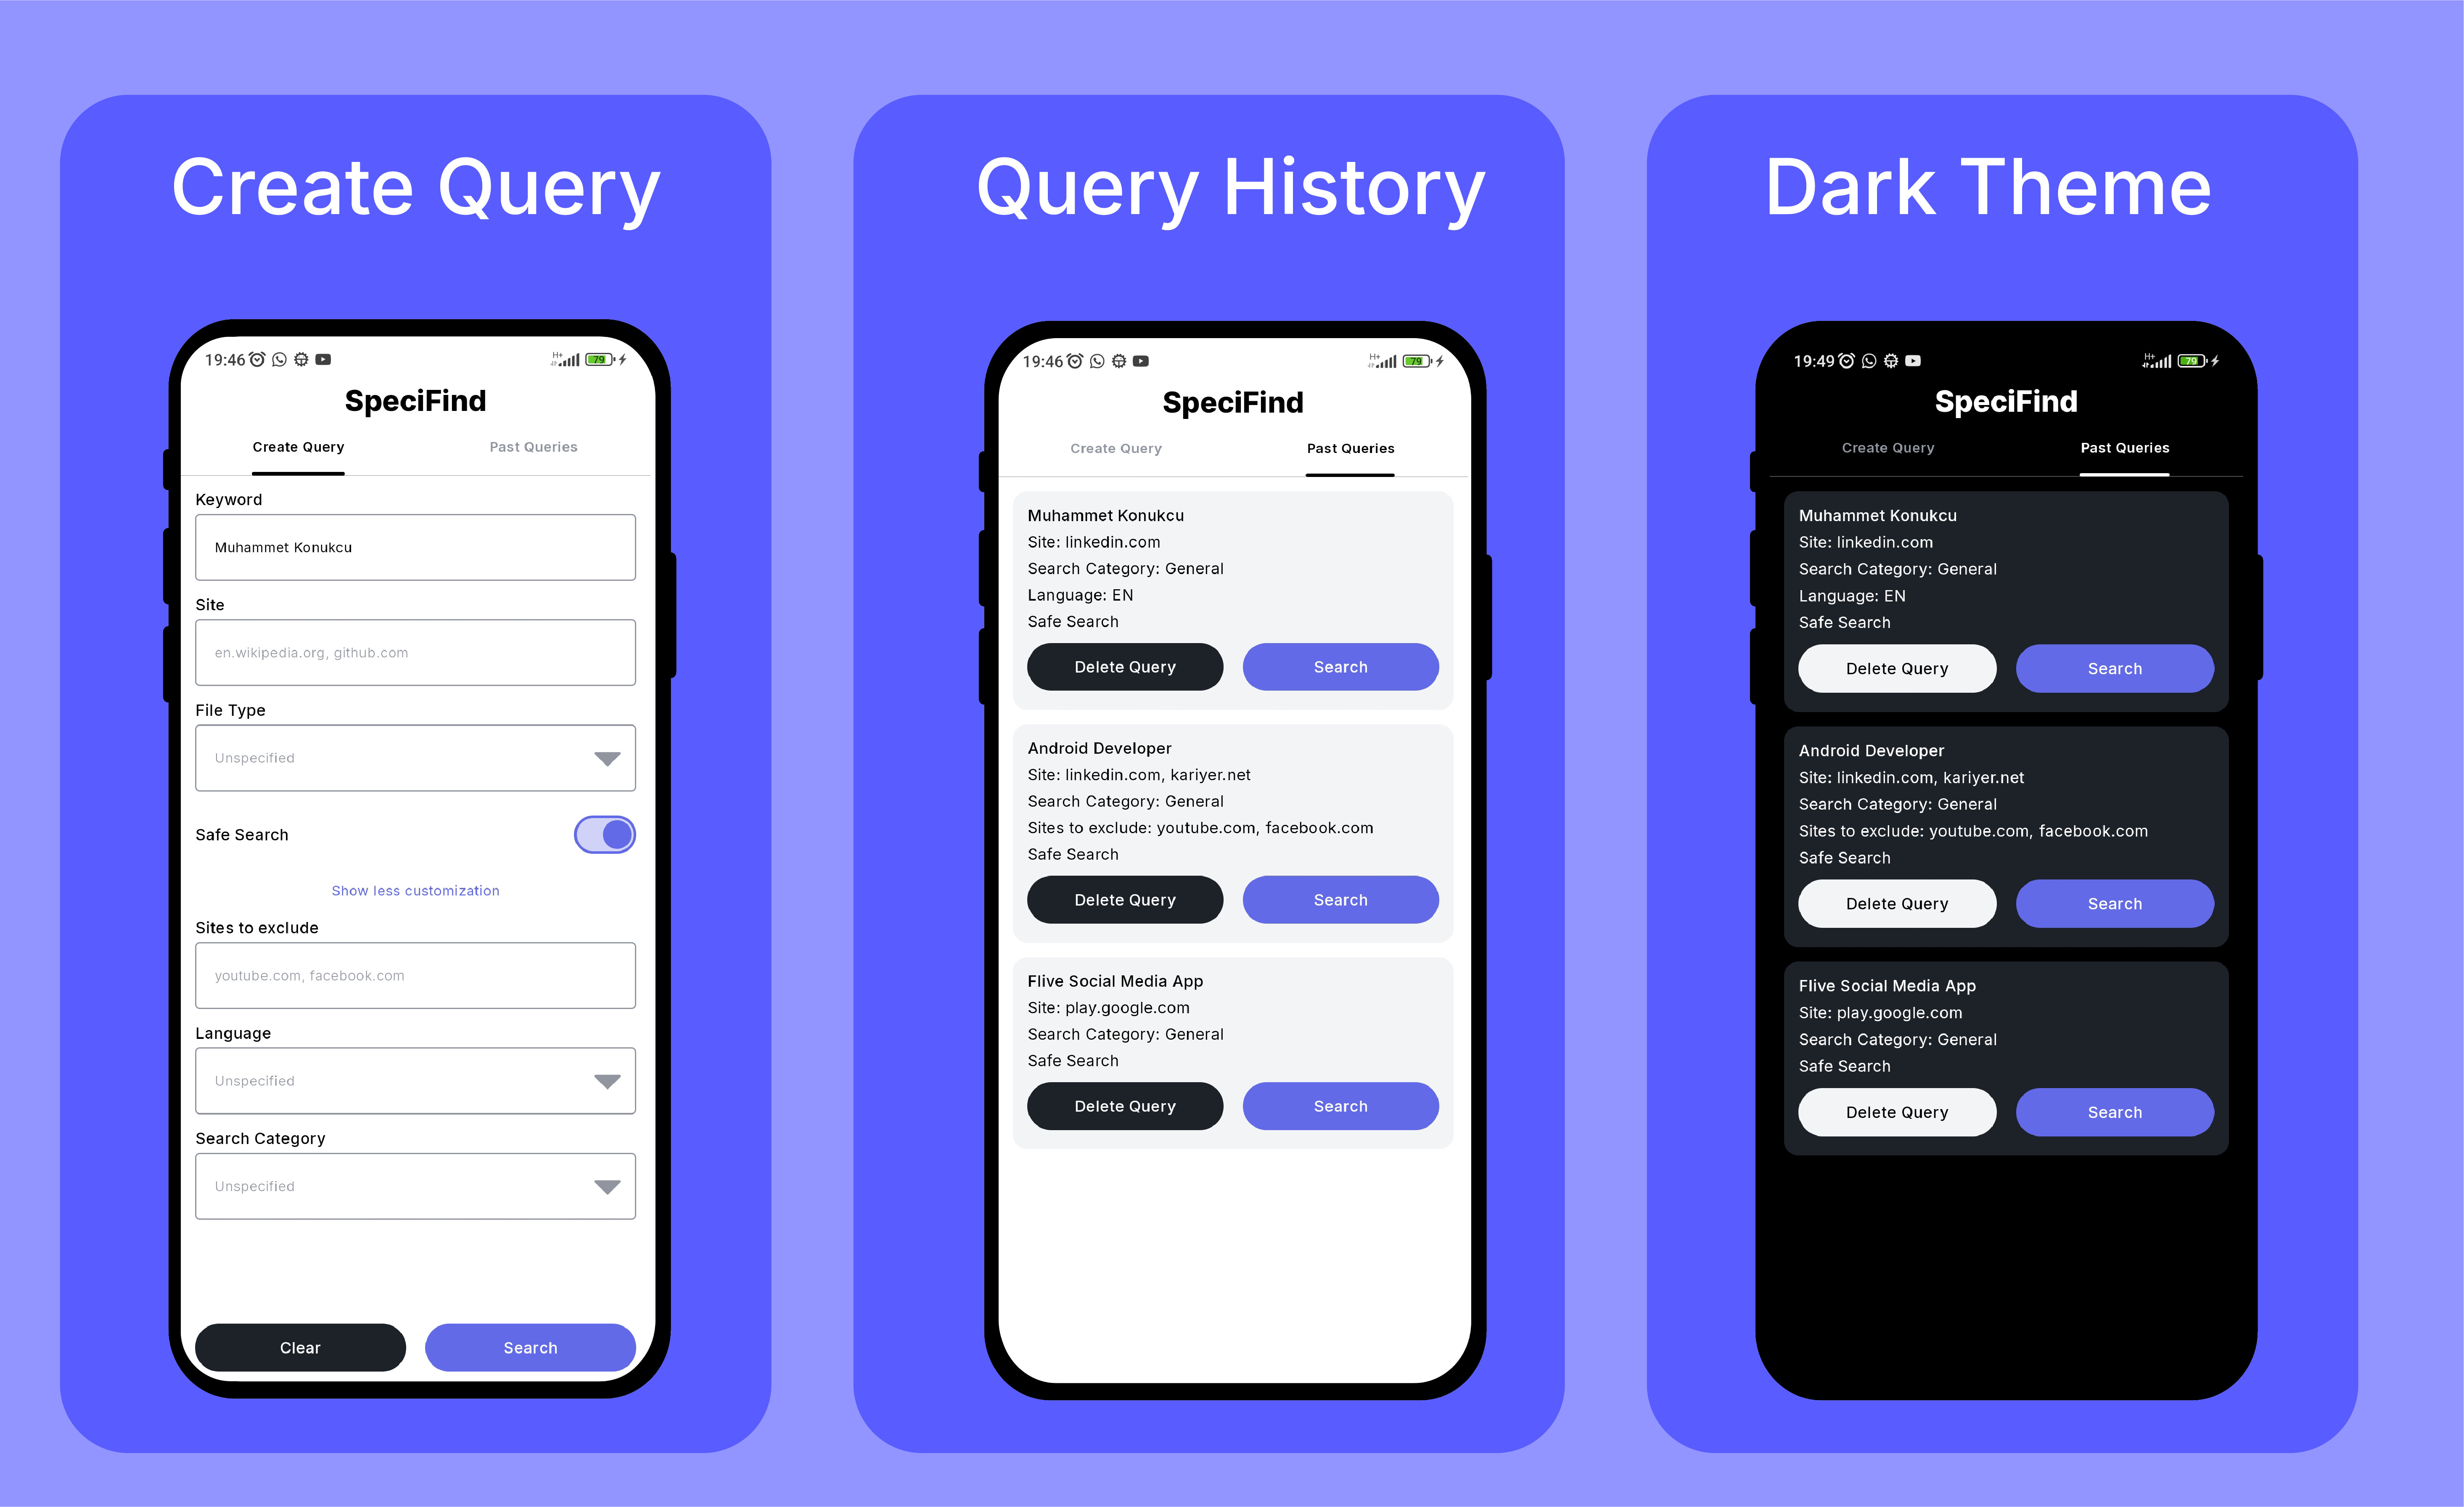 Create Query
19:46
H+
79
SpeciFind
Create Query Past Queries
Keyword
Muhammet Konukcu
Site
en.wikipedia.org, github.com
File Type
Unspecified
Safe Search
Show less customization
Sites to exclude
youtube.com, facebook.com
Language
Unspecified
Search Category
Unspecified
Clear Search
Query History
19:46
H+
79
SpeciFind
Create Query Past Queries
Muhammet Konukcu
Site: linkedin.com
Search Category: General
Language: EN
Safe Search
Delete Query Search
Android Developer
Site: linkedin.com, kariyer.net
Search Category: General
Sites to exclude: youtube.com, facebook.com
Safe Search
Delete Query Search
Flive Social Media App
Site: play.google.com
Search Category: General
Safe Search
Delete Query Search
Dark Theme
19:49
H+
79
SpeciFind
Create Query Past Queries
Muhammet Konukcu
Site: linkedin.com
Search Category: General
Language: EN
Safe Search
Delete Query Search
Android Developer
Site: linkedin.com, kariyer.net
Search Category: General
Sites to exclude: youtube.com, facebook.com
Safe Search
Delete Query Search
Flive Social Media App
Site: play.google.com
Search Category: General
Safe Search
Delete Query Search